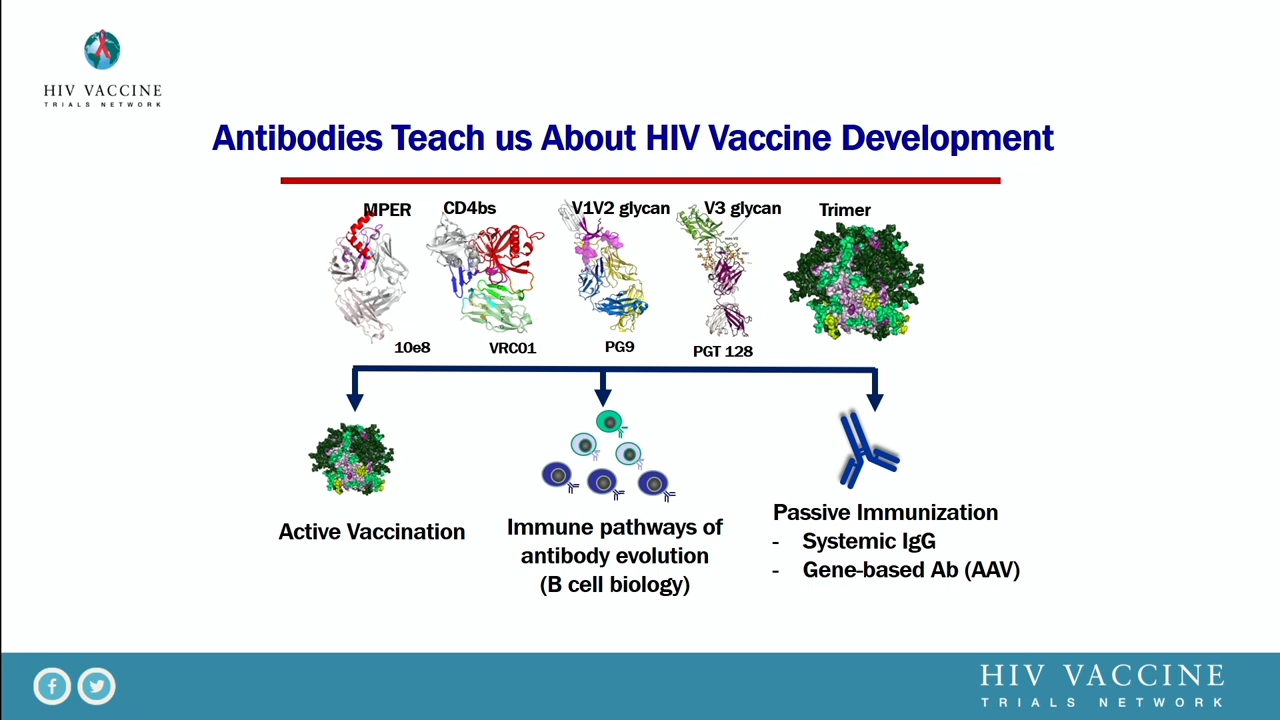 HIV VACCINE
TRIALS NETWORK
Antibodies Teach us About HIV Vaccine Development
MPER
CD4bs
V1V2 glycan
V3 glycan
Trimer
10e8
VRC01
PG9
PGT 128
Active Vaccination
Immune pathways of
antibody evolution
(B cell biology)
Passive Immunization
- Systemic IgG
- Gene-based Ab (AAV)
HIV VACCINE
TRIALS NETWORK